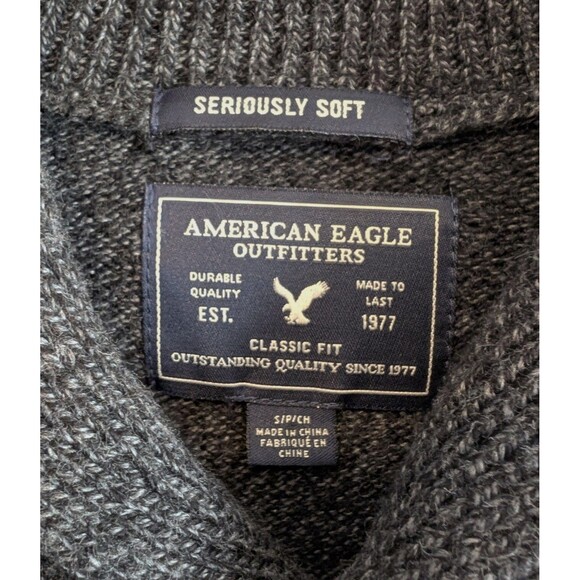 SERIOUSLY SOFT
AMERICAN EAGLE
OUTFITTERS
DURABLE
QUALITY
EST.
MADE TO
LAST
1977
CLASSIC FIT
OUTSTANDING QUALITY SINCE 1977
S/P/CH
MADE IN CHINA
FABRIQUÉ EN
CHINE